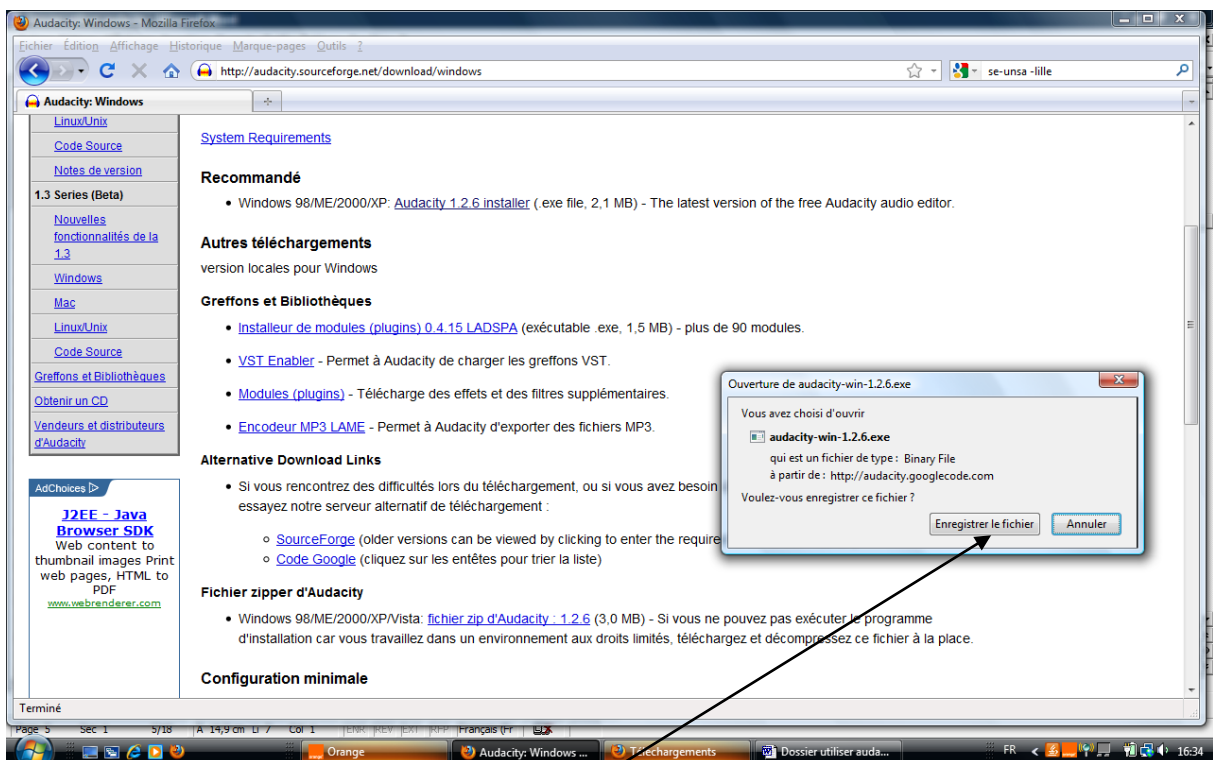 Audacity: Windows - Mozilla Firefox
Fichier Édition Affichage Historique Marque-pages Outils ?
http://audacity.sourceforge.net/download/windows
se-unsa -lille
Audacity: Windows
Linux/Unix
Code Source
Notes de version
1.3 Series (Beta)
Nouvelles
fonctionnalités de la
1.3
Windows
Mac
Linux/Unix
Code Source
Greffons et Bibliothèques
Obtenir un CD
Vendeurs et distributeurs
d'Audacity
AdChoices
J2EE - Java
Browser SDK
Web content to
thumbnail images Print
web pages, HTML to
PDF
www.webrenderer.com
System Requirements
Recommandé
• Windows 98/ME/2000/XP: Audacity 1.2.6 installer (.exe file, 2,1 MB) - The latest version of the free Audacity audio editor.
Autres téléchargements
version locales pour Windows
Greffons et Bibliothèques
• Installeur de modules (plugins) 0.4.15 LADSPA (exécutable .exe, 1,5 MB) - plus de 90 modules.
• VST Enabler - Permet à Audacity de charger les greffons VST.
• Modules (plugins) - Télécharge des effets et des filtres supplémentaires.
• Encodeur MP3 LAME - Permet à Audacity d'exporter des fichiers MP3.
Alternative Download Links
• Si vous rencontrez des difficultés lors du téléchargement, ou si vous avez besoin
essayez notre serveur alternatif de téléchargement :
SourceForge (older versions can be viewed by clicking to enter the require
Code Google (cliquez sur les entêtes pour trier la liste)
Fichier zipper d'Audacity
• Windows 98/ME/2000/XP/Vista: fichier zip d'Audacity : 1.2.6 (3,0 MB) - Si vous ne pouvez pas exécuter le programme
d'installation car vous travaillez dans un environnement aux droits limités, téléchargez et décompressez ce fichier à la place.
Configuration minimale
Ouverture de audacity-win-1.2.6.exe
Vous avez choisi d'ouvrir
audacity-win-1.2.6.exe
qui est un fichier de type : Binary File
à partir de : http://audacity.googlecode.com
Voulez-vous enregistrer ce fichier ?
Enregistrer le fichier
Annuler
Terminé
Page 5 Sec 1 5/18 À 14,9 cm Li 7 Col 1 ENR REV EXT RFP Français (Fr
Orange
Audacity: Windows ...
Téléchargements
Dossier utiliser auda...
FR
16:34